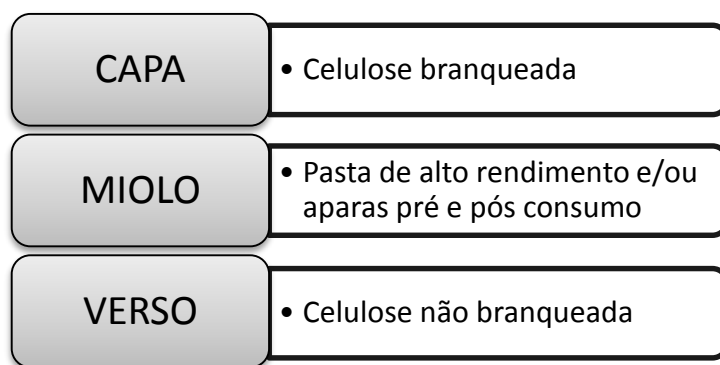 CAPA
• Celulose branqueada
MIOLO
• Pasta de alto rendimento e/ou
aparas pré e pós consumo
VERSO
• Celulose não branqueada